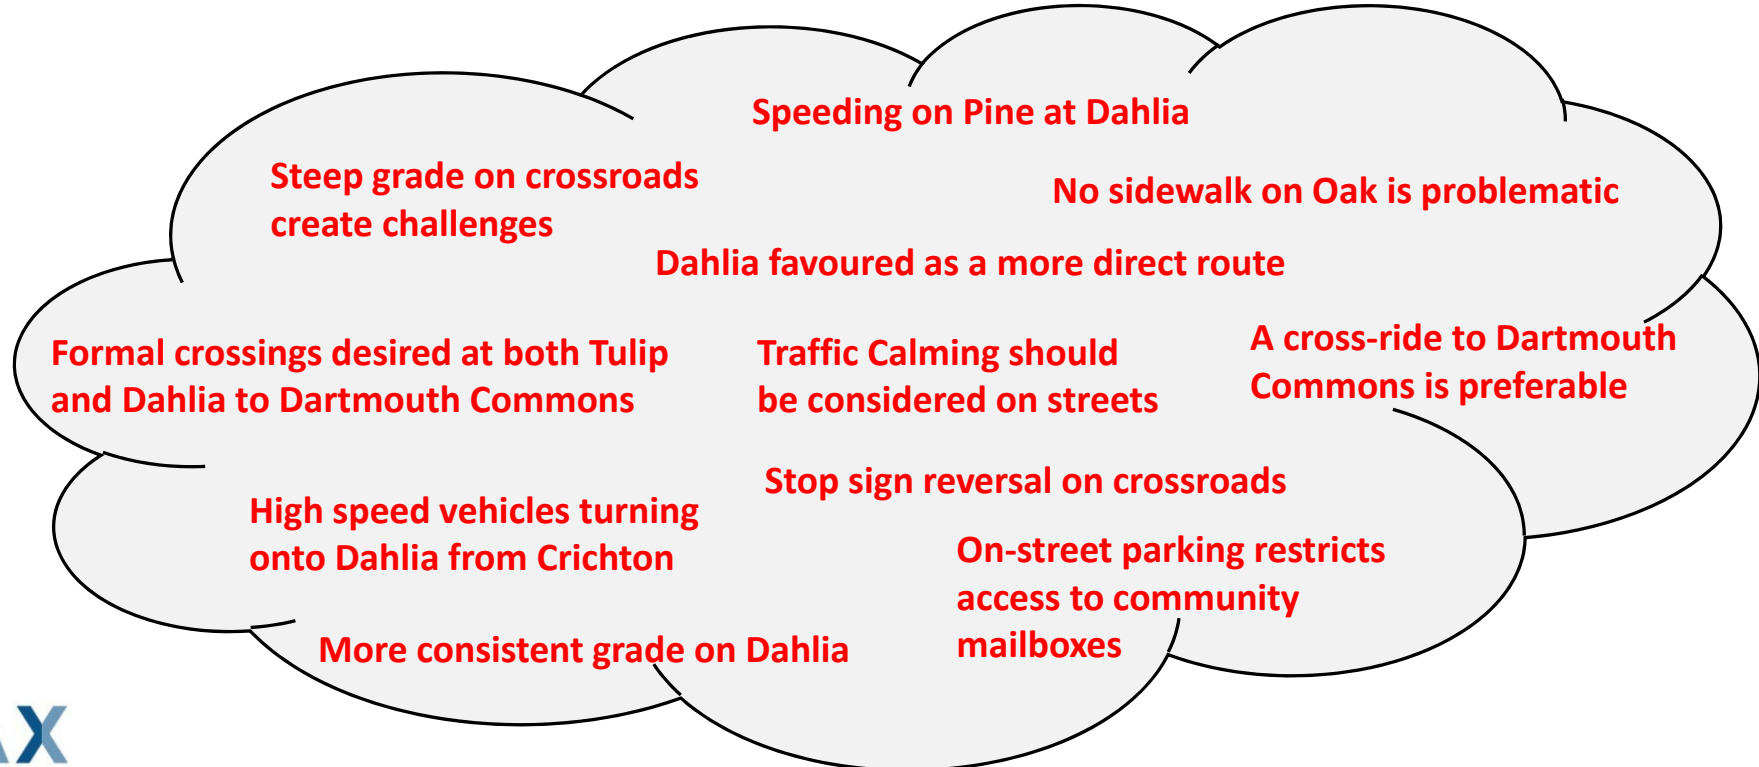 Speeding on Pine at Dahlia
Steep grade on crossroads
create challenges
No sidewalk on Oak is problematic
Dahlia favoured as a more direct route
Formal crossings desired at both Tulip
and Dahlia to Dartmouth Commons
Traffic Calming should
be considered on streets
A cross-ride to Dartmouth
Commons is preferable
Stop sign reversal on crossroads
High speed vehicles turning
onto Dahlia from Crichton
On-street parking restricts
access to community
mailboxes
More consistent grade on Dahlia
AX